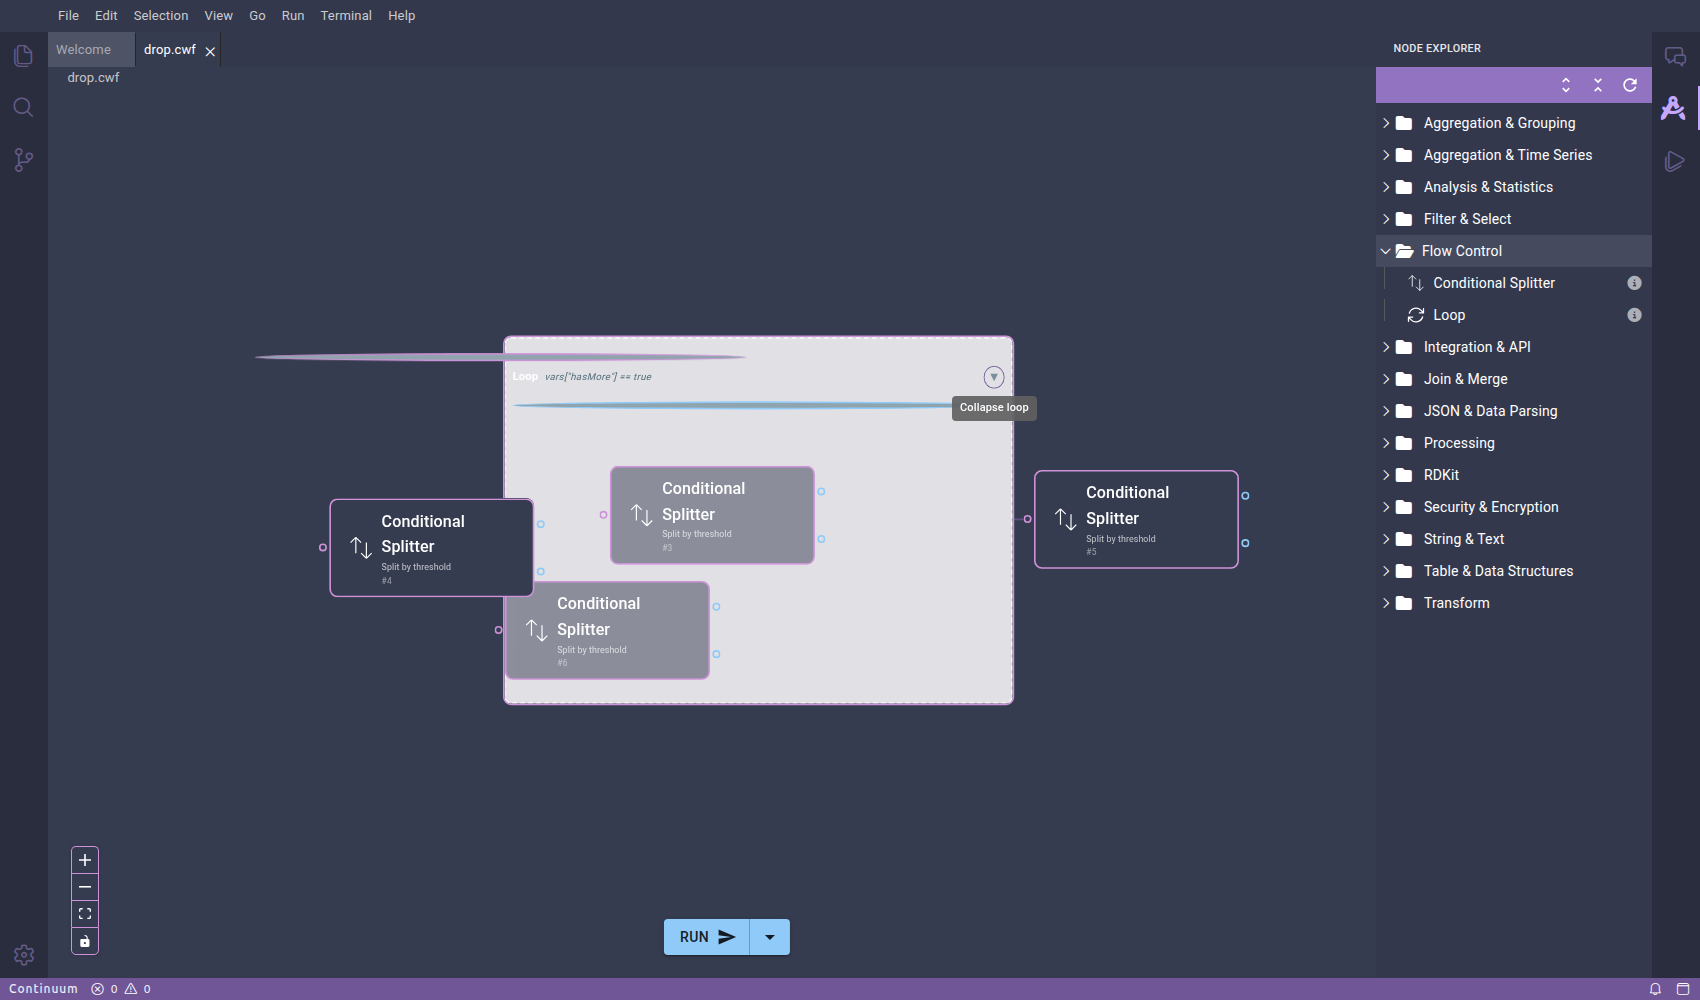 File Edit Selection View Go Run Terminal Help
Welcome
drop.cwf
drop.cwf
NODE EXPLORER
Aggregation & Grouping
Aggregation & Time Series
Analysis & Statistics
Filter & Select
Flow Control
Conditional Splitter
Loop
Integration & API
Join & Merge
JSON & Data Parsing
Processing
RDKit
Security & Encryption
String & Text
Table & Data Structures
Transform
Loop vars["hasMore"] == true
Collapse loop
Conditional
Splitter
Split by threshold
#3
Conditional
Splitter
Split by threshold
#5
Conditional
Splitter
Split by threshold
#4
Conditional
Splitter
Split by threshold
#6
RUN
Continuum 0 0